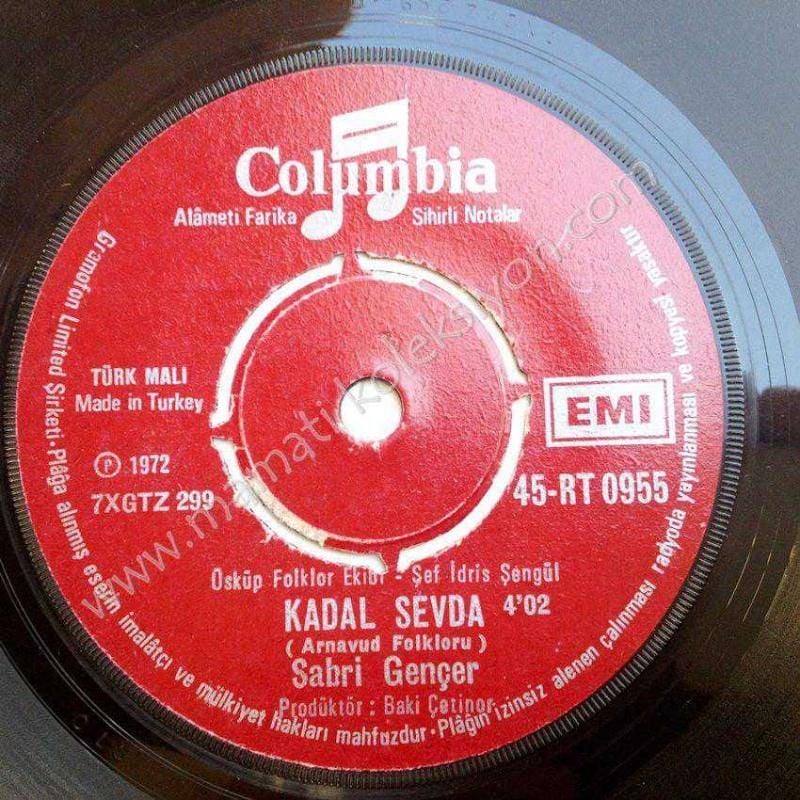 Columbia
Alâmeti Farika Sihirli Notalar
TÜRK MALI
Made in Turkey
EMI
℗ 1972
7XGTZ 299
45-RT 0955
Üsküp Folklor Ekibi - Şef İdris Şengül
KADAL SEVDA 4'02
( Arnavud Folkloru )
Sabri Gençer
Prodüktör : Baki Çetinor
Gramofon Limited Şirketi · Plâğa alınmış eserin imalâtçı ve mülkiyet hakları mahfuzdur · Plâğın izinsiz alenen çalınması radyoda yayınlanması ve kopyesi yasaktır
www.mamatikoleksiyon.com